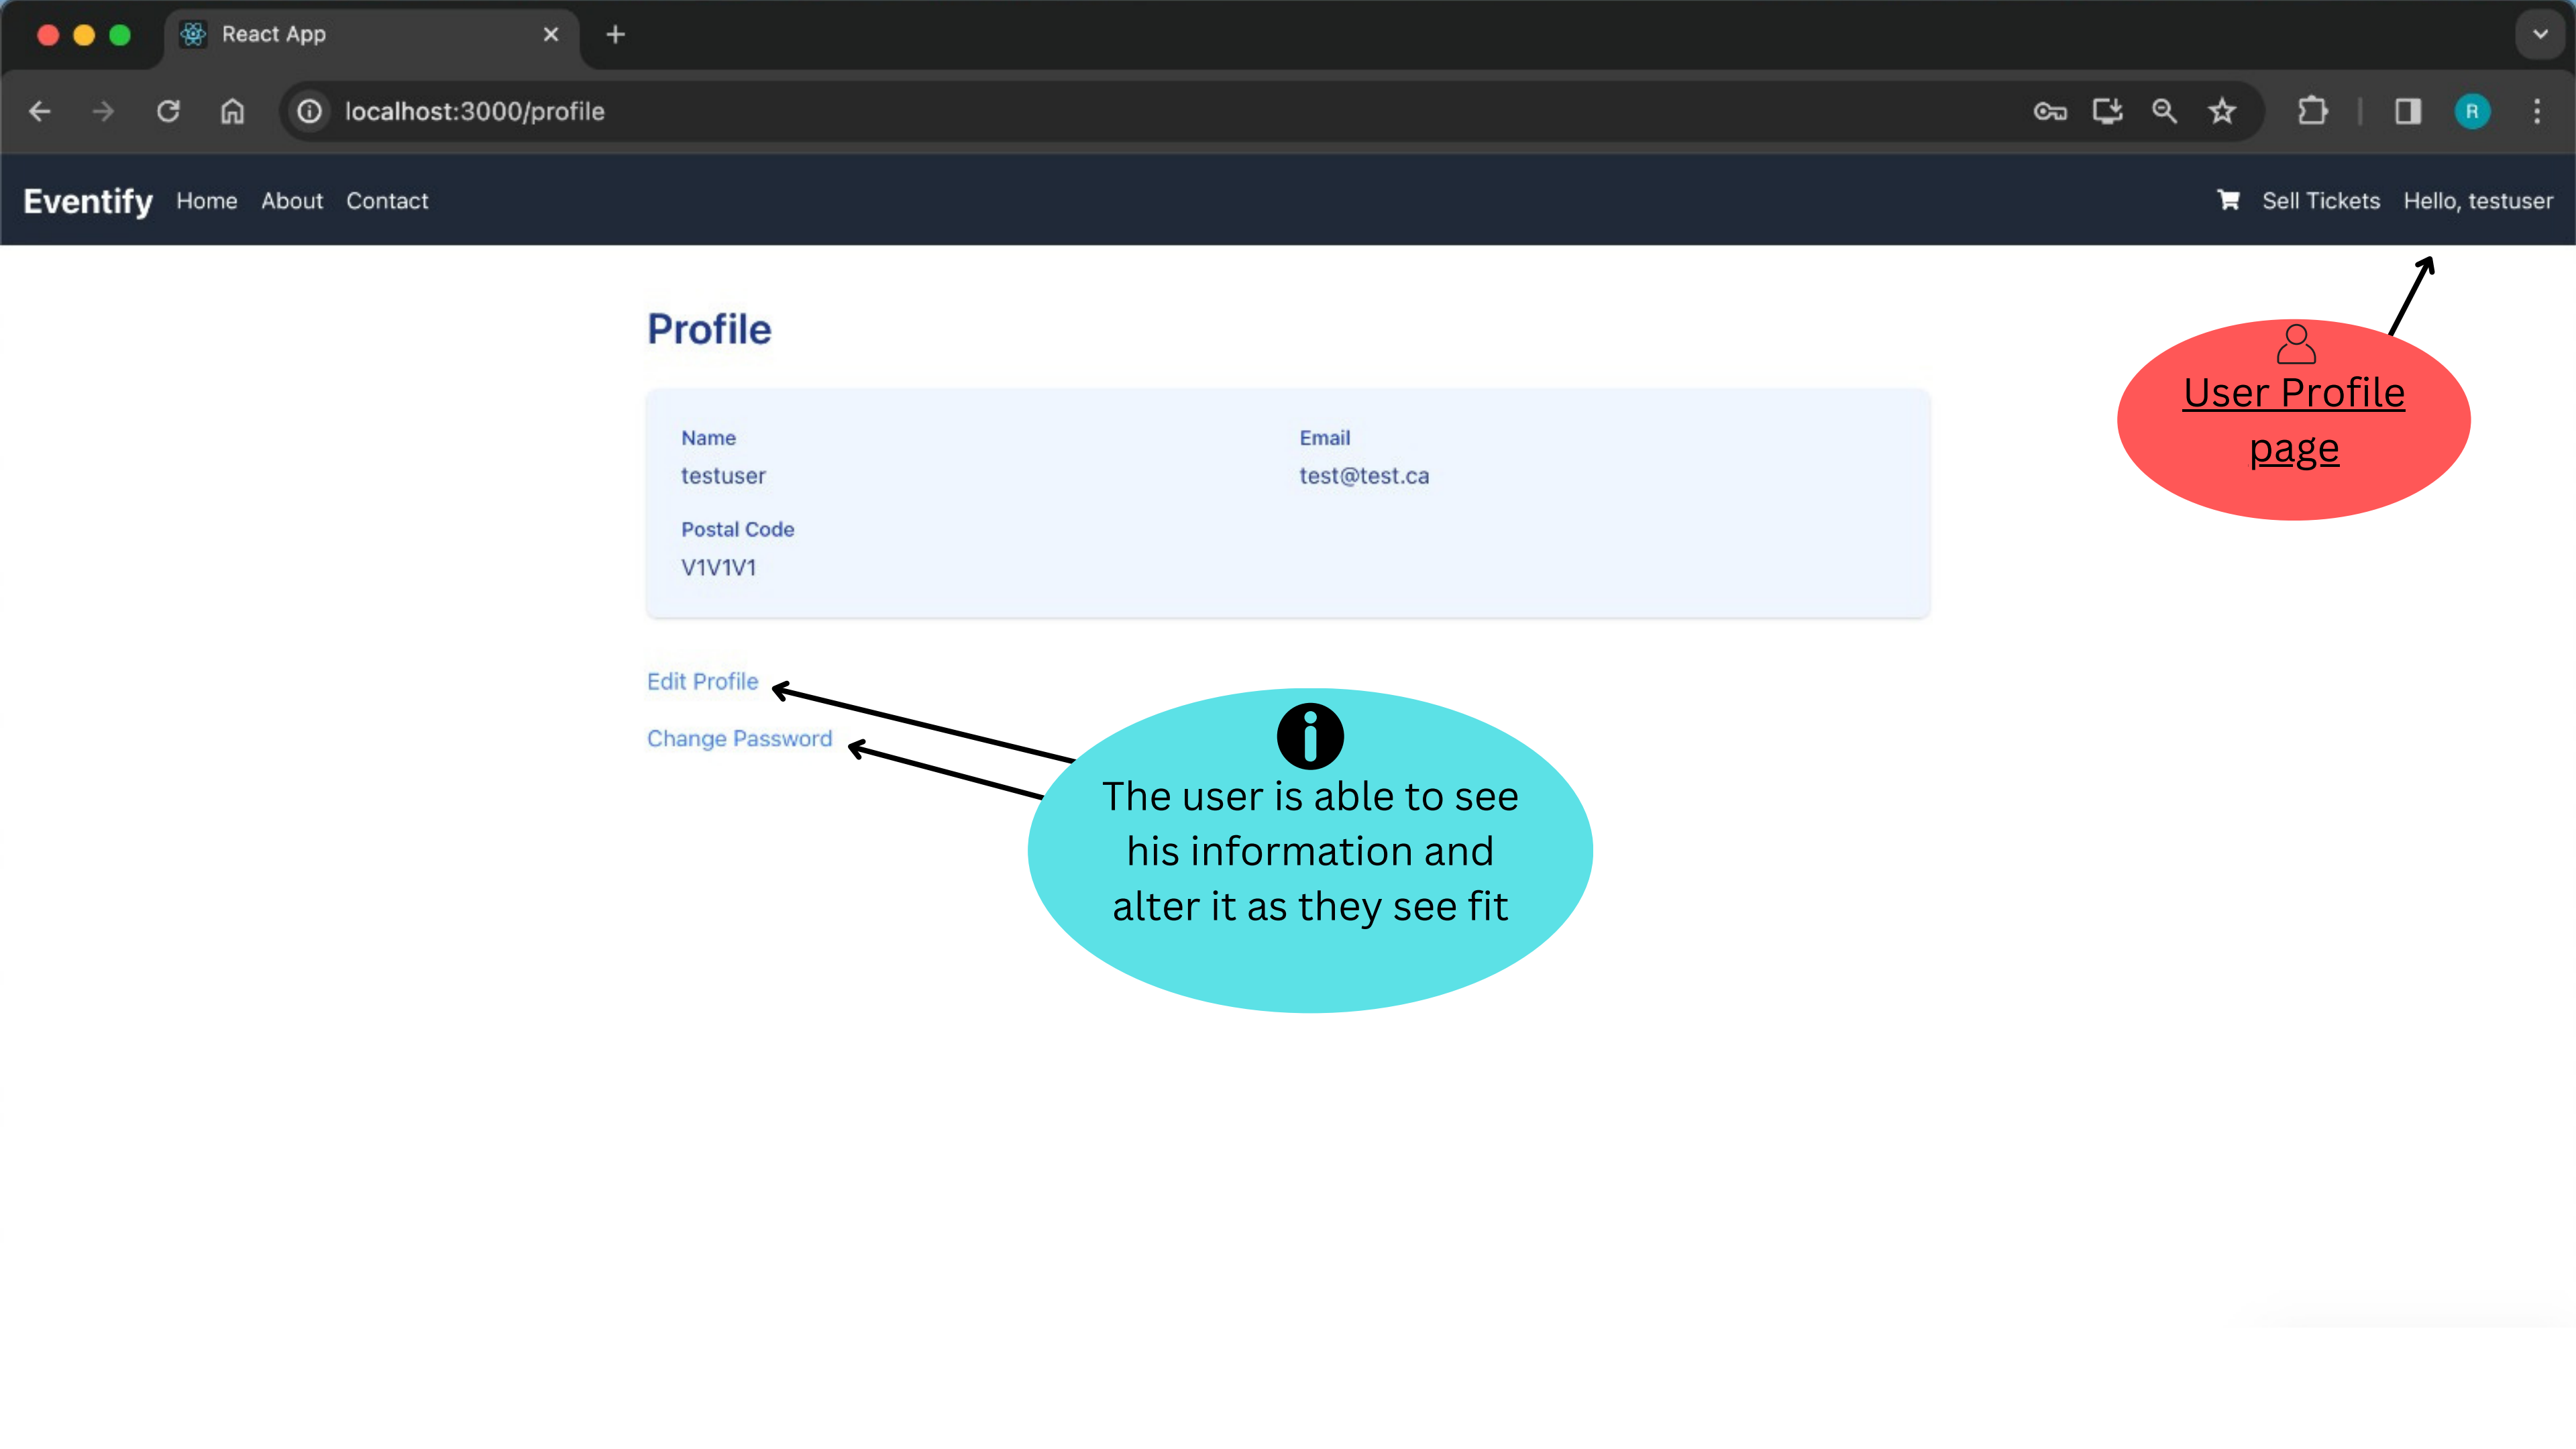 React App
localhost:3000/profile
R
Eventify Home About Contact
Sell Tickets Hello, testuser
Profile
User Profile
page
Name
testuser
Email
test@test.ca
Postal Code
V1V1V1
Edit Profile
Change Password
The user is able to see
his information and
alter it as they see fit